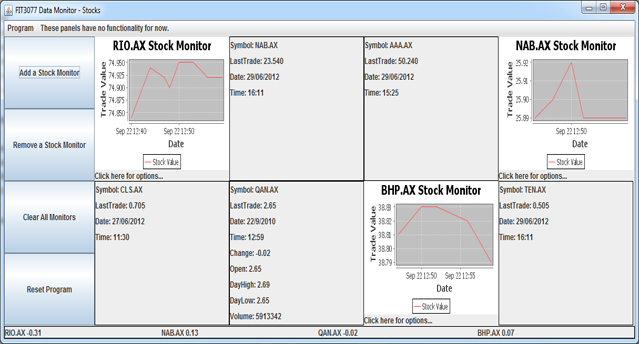 FIT3077 Data Monitor - Stocks
Program These panels have no functionality for now.
Add a Stock Monitor
Remove a Stock Monitor
Clear All Monitors
Reset Program
RIO.AX Stock Monitor
Trade Value
74.950
74.925
74.900
74.875
74.850
Sep 22 12:40 Sep 22 12:50
Date
Stock Value
Click here for options...
Symbol: NAB.AX
LastTrade: 23.540
Date: 29/06/2012
Time: 16:11
Symbol: AAA.AX
LastTrade: 50.240
Date: 29/06/2012
Time: 15:25
NAB.AX Stock Monitor
Trade Value
25.92
25.91
25.90
25.89
Sep 22 12:50
Date
Stock Value
Click here for options...
Symbol: CLS.AX
LastTrade: 0.705
Date: 27/06/2012
Time: 11:30
Symbol: QAN.AX
LastTrade: 2.65
Date: 22/9/2010
Time: 12:59
Change: -0.02
Open: 2.65
DayHigh: 2.69
DayLow: 2.65
Volume: 5913342
BHP.AX Stock Monitor
Trade Value
38.83
38.82
38.81
38.80
38.79
Sep 22 12:50 Sep 22 12:55
Date
Stock Value
Click here for options...
Symbol: TEN.AX
LastTrade: 0.505
Date: 29/06/2012
Time: 16:11
RIO.AX -0.31 NAB.AX 0.13 QAN.AX -0.02 BHP.AX 0.07